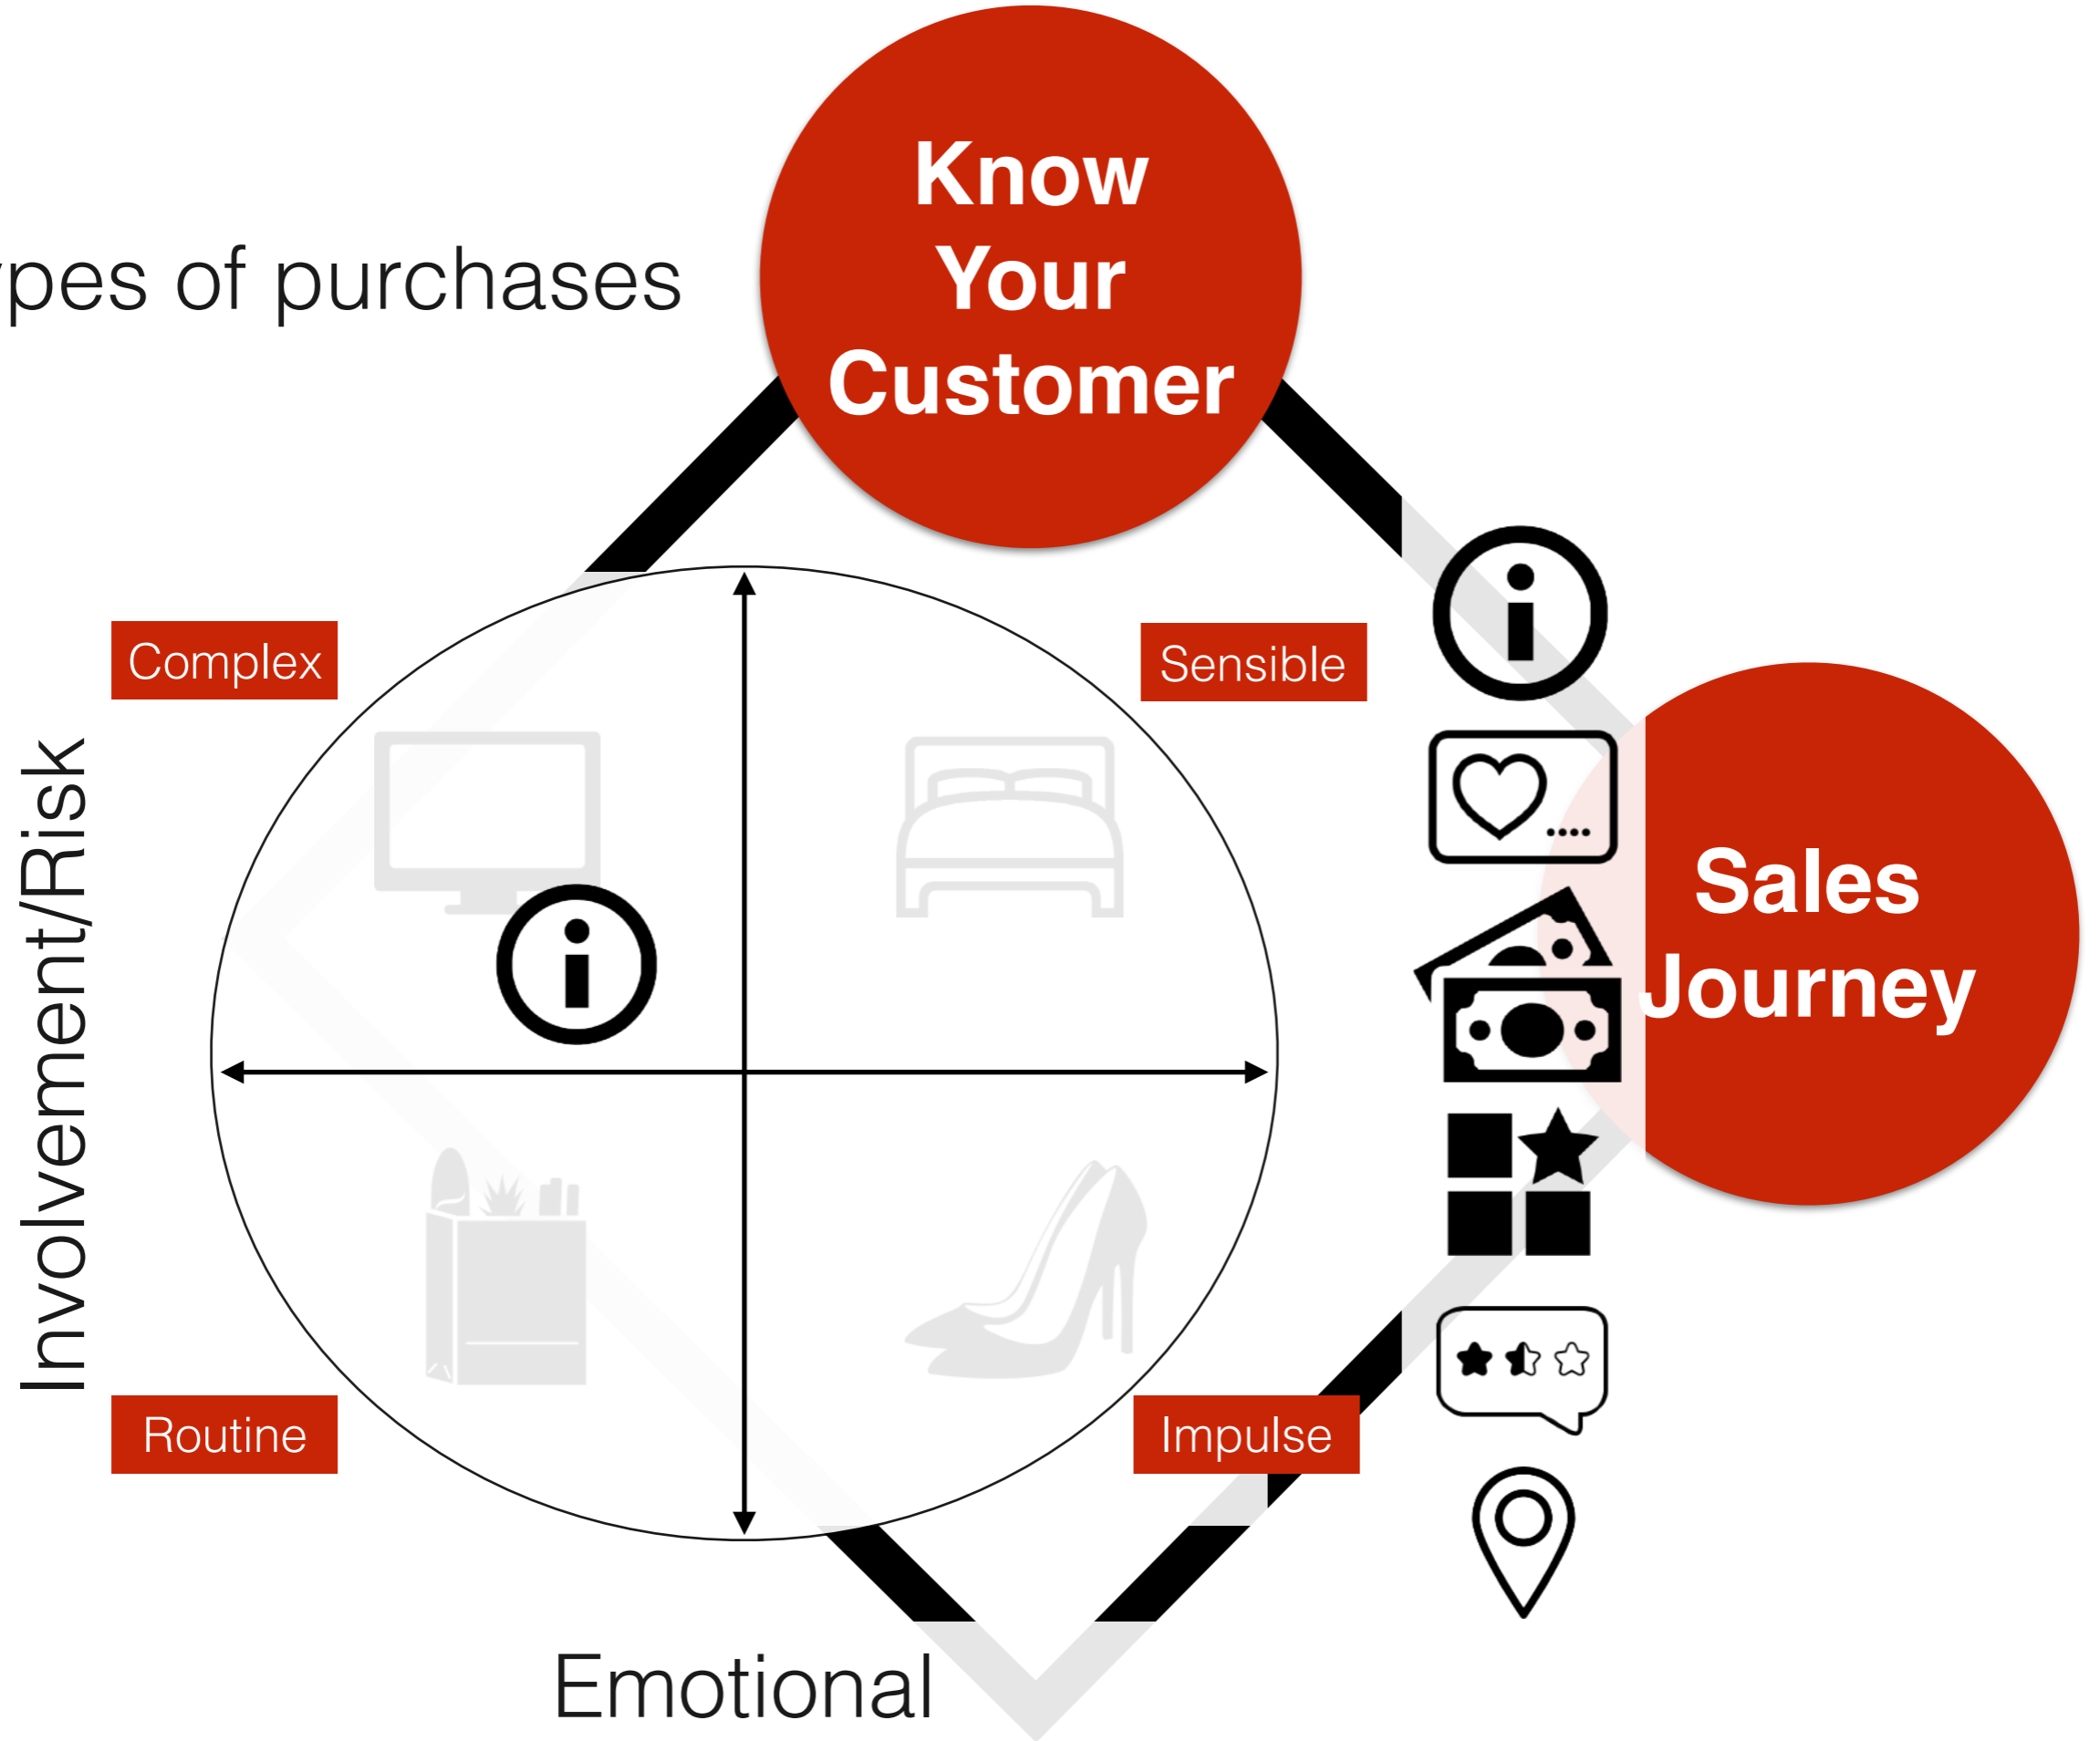 Know
Your
Customer
pes of purchases
Complex
Sensible
Involvement/Risk
Sales
Journey
Routine
Impulse
Emotional